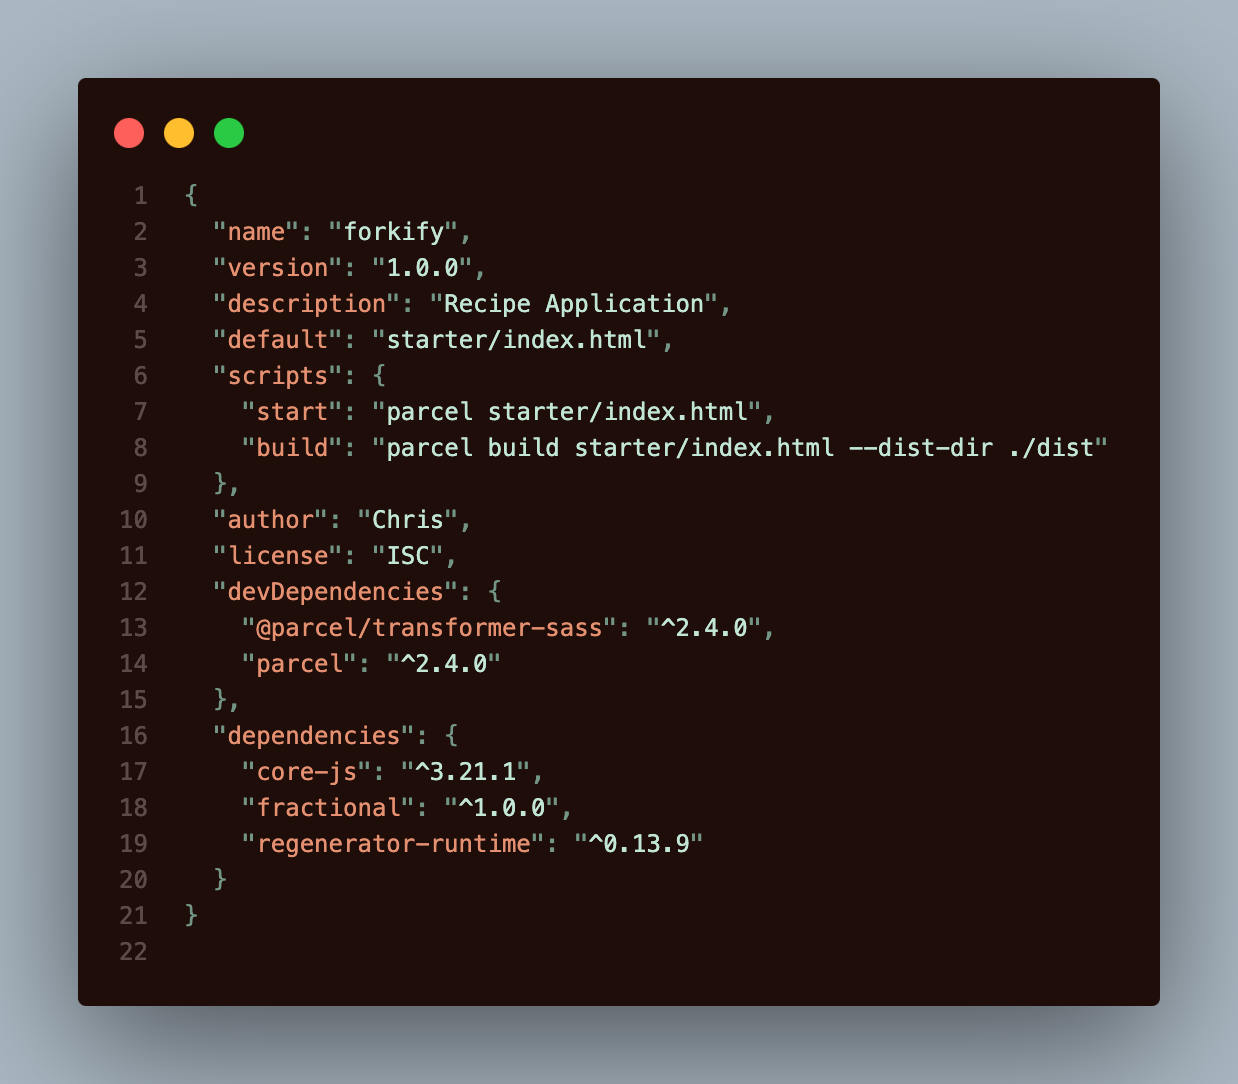 1 {
2   "name": "forkify",
3   "version": "1.0.0",
4   "description": "Recipe Application",
5   "default": "starter/index.html",
6   "scripts": {
7     "start": "parcel starter/index.html",
8     "build": "parcel build starter/index.html --dist-dir ./dist"
9   },
10   "author": "Chris",
11   "license": "ISC",
12   "devDependencies": {
13     "@parcel/transformer-sass": "^2.4.0",
14     "parcel": "^2.4.0"
15   },
16   "dependencies": {
17     "core-js": "^3.21.1",
18     "fractional": "^1.0.0",
19     "regenerator-runtime": "^0.13.9"
20   }
21 }
22